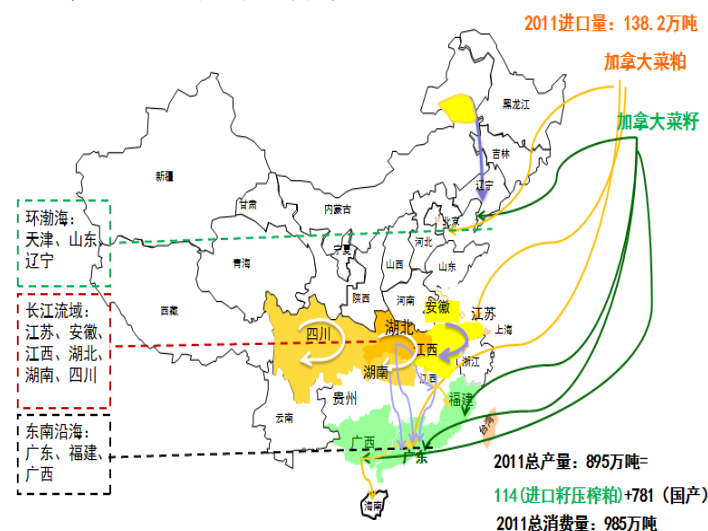 2011进口量：138.2万吨
加拿大菜粕
加拿大菜籽
黑龙江
吉林
辽宁
新疆
甘肃
内蒙古
北京
环渤海：
天津、山东、
辽宁
青海
宁夏
山西
河北
山东
陕西
河南
西藏
长江流域：
江苏、安徽、
江西、湖北、
湖南、四川
安徽
江苏
上海
四川
湖北
江西
浙江
湖南
江西
贵州
福建
云南
台湾
东南沿海：
广东、福建、
广西
广西
广东
海南
2011总产量：895万吨=
114(进口籽压榨粕)+781（国产）
2011总消费量：985万吨